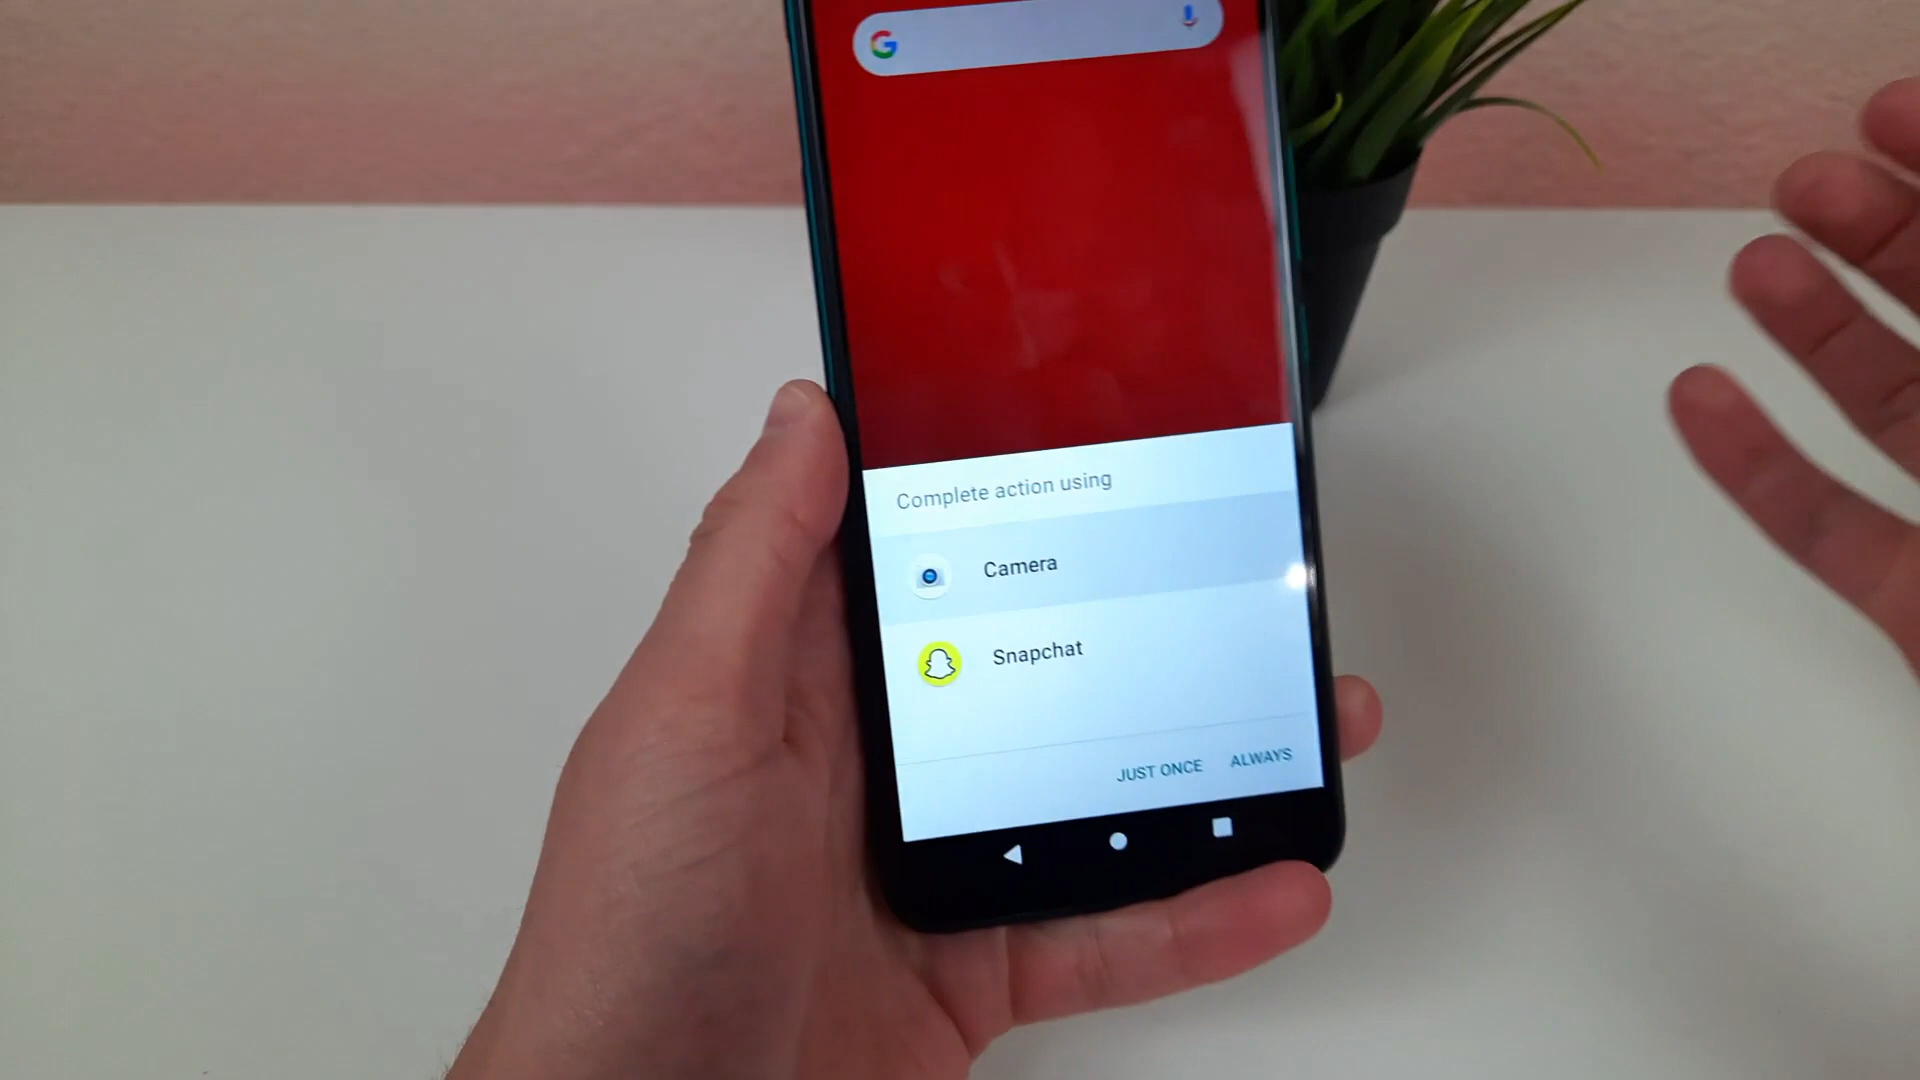 G
Complete action using
Camera
Snapchat
JUST ONCE
ALWAYS